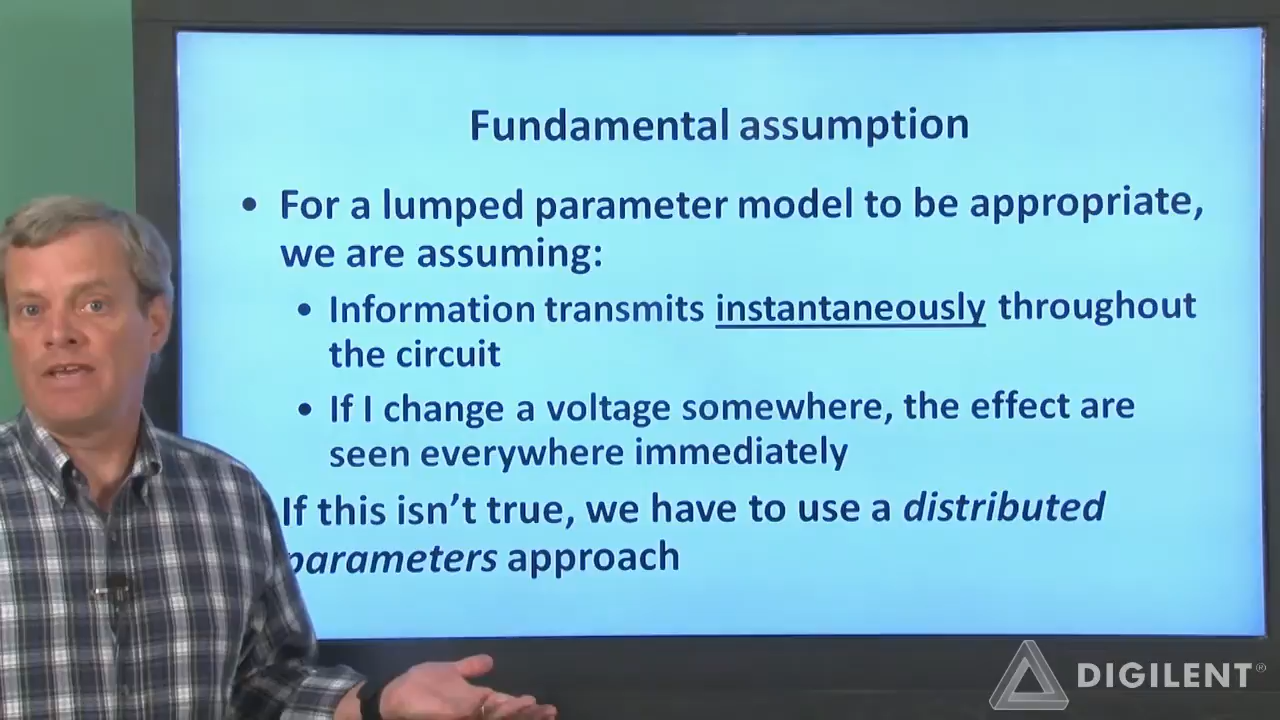 Fundamental assumption
• For a lumped parameter model to be appropriate,
we are assuming:
• Information transmits instantaneously throughout
the circuit
• If I change a voltage somewhere, the effect are
seen everywhere immediately
If this isn't true, we have to use a distributed
parameters approach
DIGILENT®